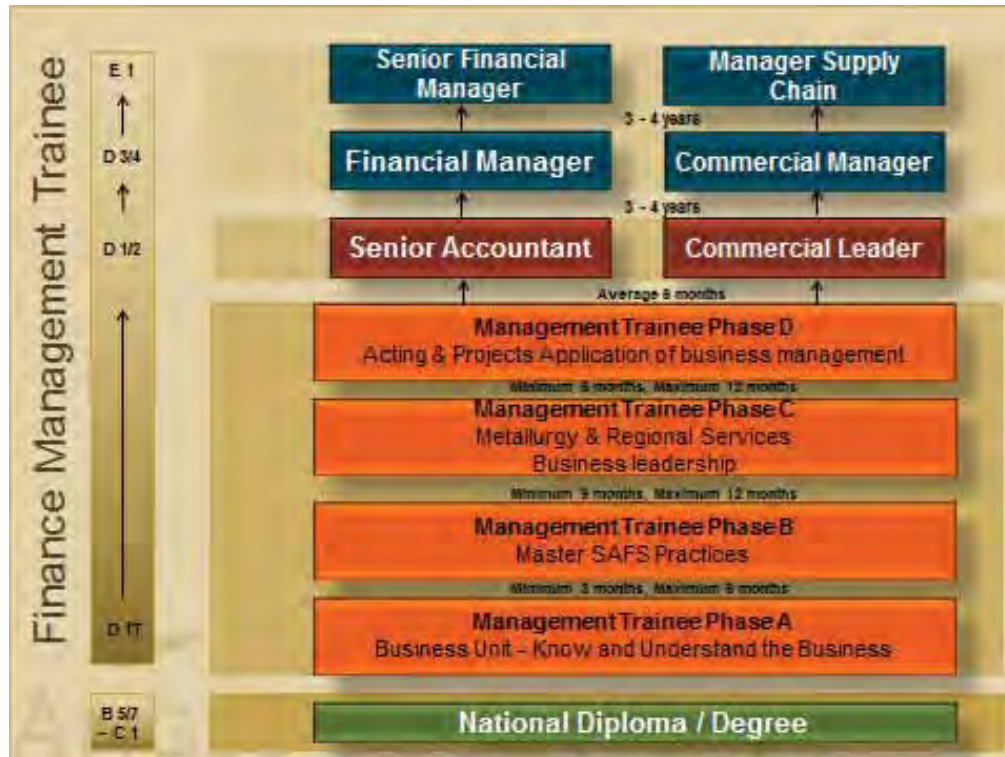 Finance Management Trainee
E 1
D 3/4
D 1/2
D 1T
B 5/7
– C 1
Senior Financial
Manager
Manager Supply
Chain
3 - 4 years
Financial Manager
Commercial Manager
3 - 4 years
Senior Accountant
Commercial Leader
Average 6 months
Management Trainee Phase D
Acting & Projects Application of business management
Minimum 6 months, Maximum 12 months
Management Trainee Phase C
Metallurgy & Regional Services
Business leadership
Minimum 9 months, Maximum 12 months
Management Trainee Phase B
Master SAFS Practices
Minimum 3 months, Maximum 6 months
Management Trainee Phase A
Business Unit – Know and Understand the Business
National Diploma / Degree